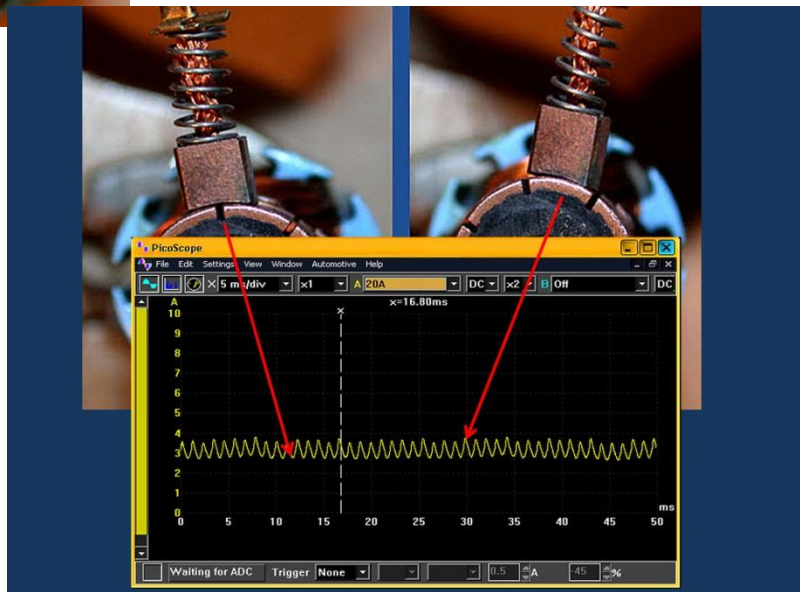 PicoScope
File Edit Settings View Window Automotive Help
5 ms/div x1 A 20A DC x2 B Off DC
A x=16.80ms
10
9
8
7
6
5
4
3
2
1
0
ms
0 5 10 15 20 25 30 35 40 45 50
Waiting for ADC Trigger None 0.5 A -45 %